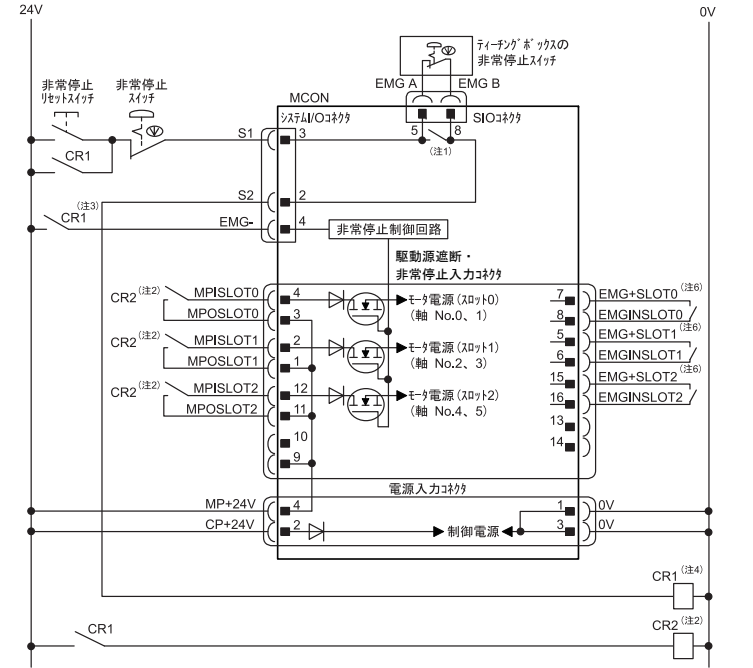 24V
0V
ティーチングボックスの
非常停止スイッチ
EMG A
EMG B
非常停止
リセットスイッチ
非常停止
スイッチ
MCON
システムI/Oコネクタ
SIOコネクタ
S1
3
5
8
(注1)
CR1
S2
2
CR1(注3)
EMG-
4
非常停止制御回路
駆動源遮断・
非常停止入力コネクタ
CR2(注2)
MPISLOT0
4
モータ電源(スロット0)
(軸 No.0、1)
7
EMG+SLOT0(注6)
MPOSLOT0
3
8
EMGINSLOT0
CR2(注2)
MPISLOT1
2
モータ電源(スロット1)
(軸 No.2、3)
5
EMG+SLOT1(注6)
MPOSLOT1
1
6
EMGINSLOT1
CR2(注2)
MPISLOT2
12
モータ電源(スロット2)
(軸 No.4、5)
15
EMG+SLOT2(注6)
MPOSLOT2
11
16
EMGINSLOT2
10
13
9
14
電源入力コネクタ
MP+24V
4
1
0V
CP+24V
2
制御電源
3
0V
CR1(注4)
CR1
CR2(注2)